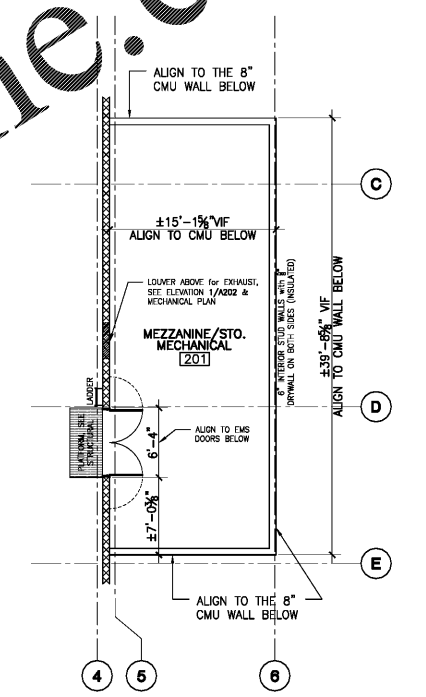 ne.c
ALIGN TO THE 8"
CMU WALL BELOW
C
±15'-1⅝"VIF
ALIGN TO CMU BELOW
LOUVER ABOVE for EXHAUST,
SEE ELEVATION 1/A202 &
MECHANICAL PLAN
MEZZANINE/STO.
MECHANICAL
201
6" INTERIOR STUD WALLS with
DRYWALL ON BOTH SIDES (INSULATED)
±39'-8⅝" VIF
ALIGN TO CMU WALL BELOW
LADDER
D
PLATFORM, SEE
STRUCTURAL
6'-4"
ALIGN TO EMS
DOORS BELOW
±7'-0⅜"
E
ALIGN TO THE 8"
CMU WALL BELOW
4
5
6